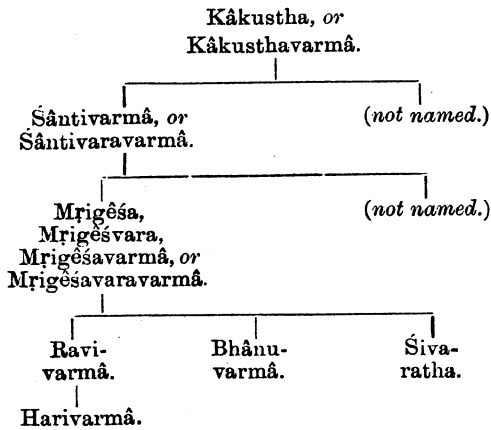 Kâkustha, or
Kâkusthavarmâ.
Śântivarmâ, or
Śântivaravarmâ.
(not named.)
Mṛigêśa,
Mṛigêśvara,
Mṛigêśavarmâ, or
Mṛigêśavaravarmâ.
(not named.)
Ravi-
varmâ.
Bhânu-
varmâ.
Śiva-
ratha.
Harivarmâ.